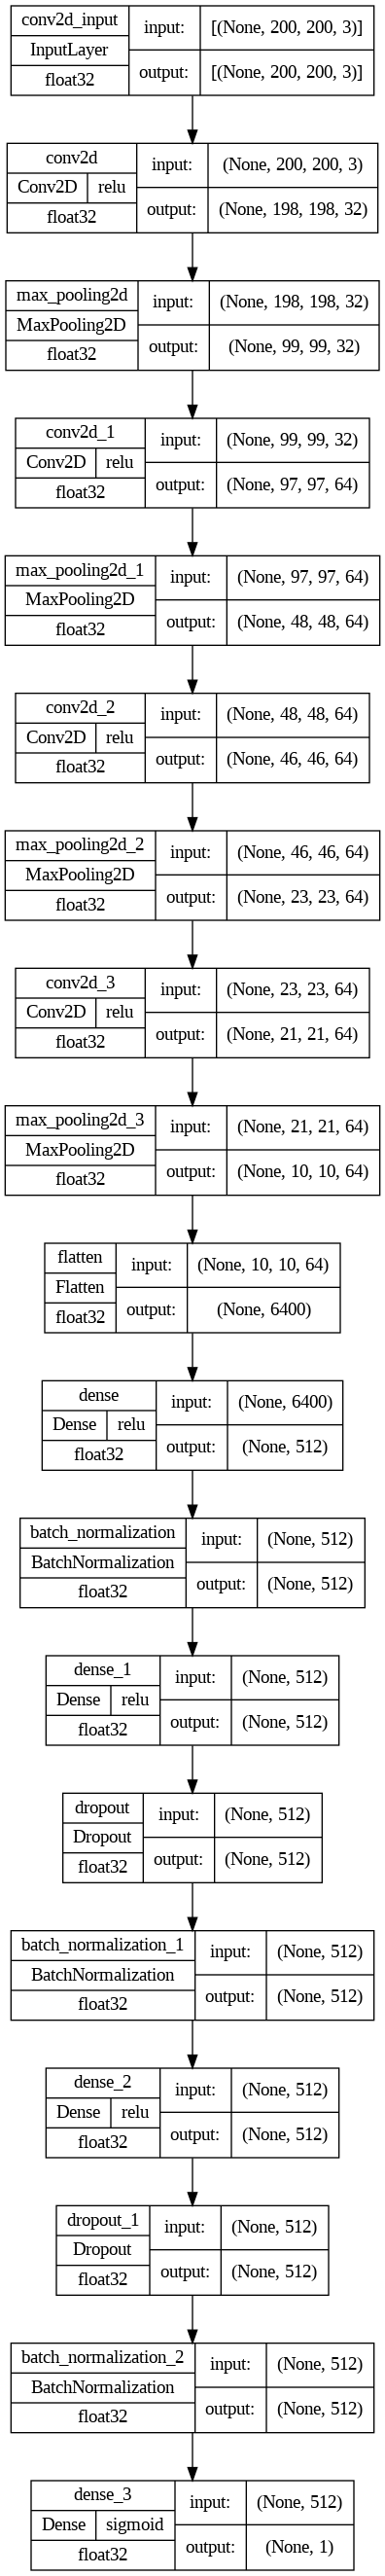 conv2d_input input: [(None, 200, 200, 3)]
InputLayer
float32 output: [(None, 200, 200, 3)]
conv2d input: (None, 200, 200, 3)
Conv2D relu
float32 output: (None, 198, 198, 32)
max_pooling2d input: (None, 198, 198, 32)
MaxPooling2D
float32 output: (None, 99, 99, 32)
conv2d_1 input: (None, 99, 99, 32)
Conv2D relu
float32 output: (None, 97, 97, 64)
max_pooling2d_1 input: (None, 97, 97, 64)
MaxPooling2D
float32 output: (None, 48, 48, 64)
conv2d_2 input: (None, 48, 48, 64)
Conv2D relu
float32 output: (None, 46, 46, 64)
max_pooling2d_2 input: (None, 46, 46, 64)
MaxPooling2D
float32 output: (None, 23, 23, 64)
conv2d_3 input: (None, 23, 23, 64)
Conv2D relu
float32 output: (None, 21, 21, 64)
max_pooling2d_3 input: (None, 21, 21, 64)
MaxPooling2D
float32 output: (None, 10, 10, 64)
flatten input: (None, 10, 10, 64)
Flatten
float32 output: (None, 6400)
dense input: (None, 6400)
Dense relu
float32 output: (None, 512)
batch_normalization input: (None, 512)
BatchNormalization
float32 output: (None, 512)
dense_1 input: (None, 512)
Dense relu
float32 output: (None, 512)
dropout input: (None, 512)
Dropout
float32 output: (None, 512)
batch_normalization_1 input: (None, 512)
BatchNormalization
float32 output: (None, 512)
dense_2 input: (None, 512)
Dense relu
float32 output: (None, 512)
dropout_1 input: (None, 512)
Dropout
float32 output: (None, 512)
batch_normalization_2 input: (None, 512)
BatchNormalization
float32 output: (None, 512)
dense_3 input: (None, 512)
Dense sigmoid
float32 output: (None, 1)